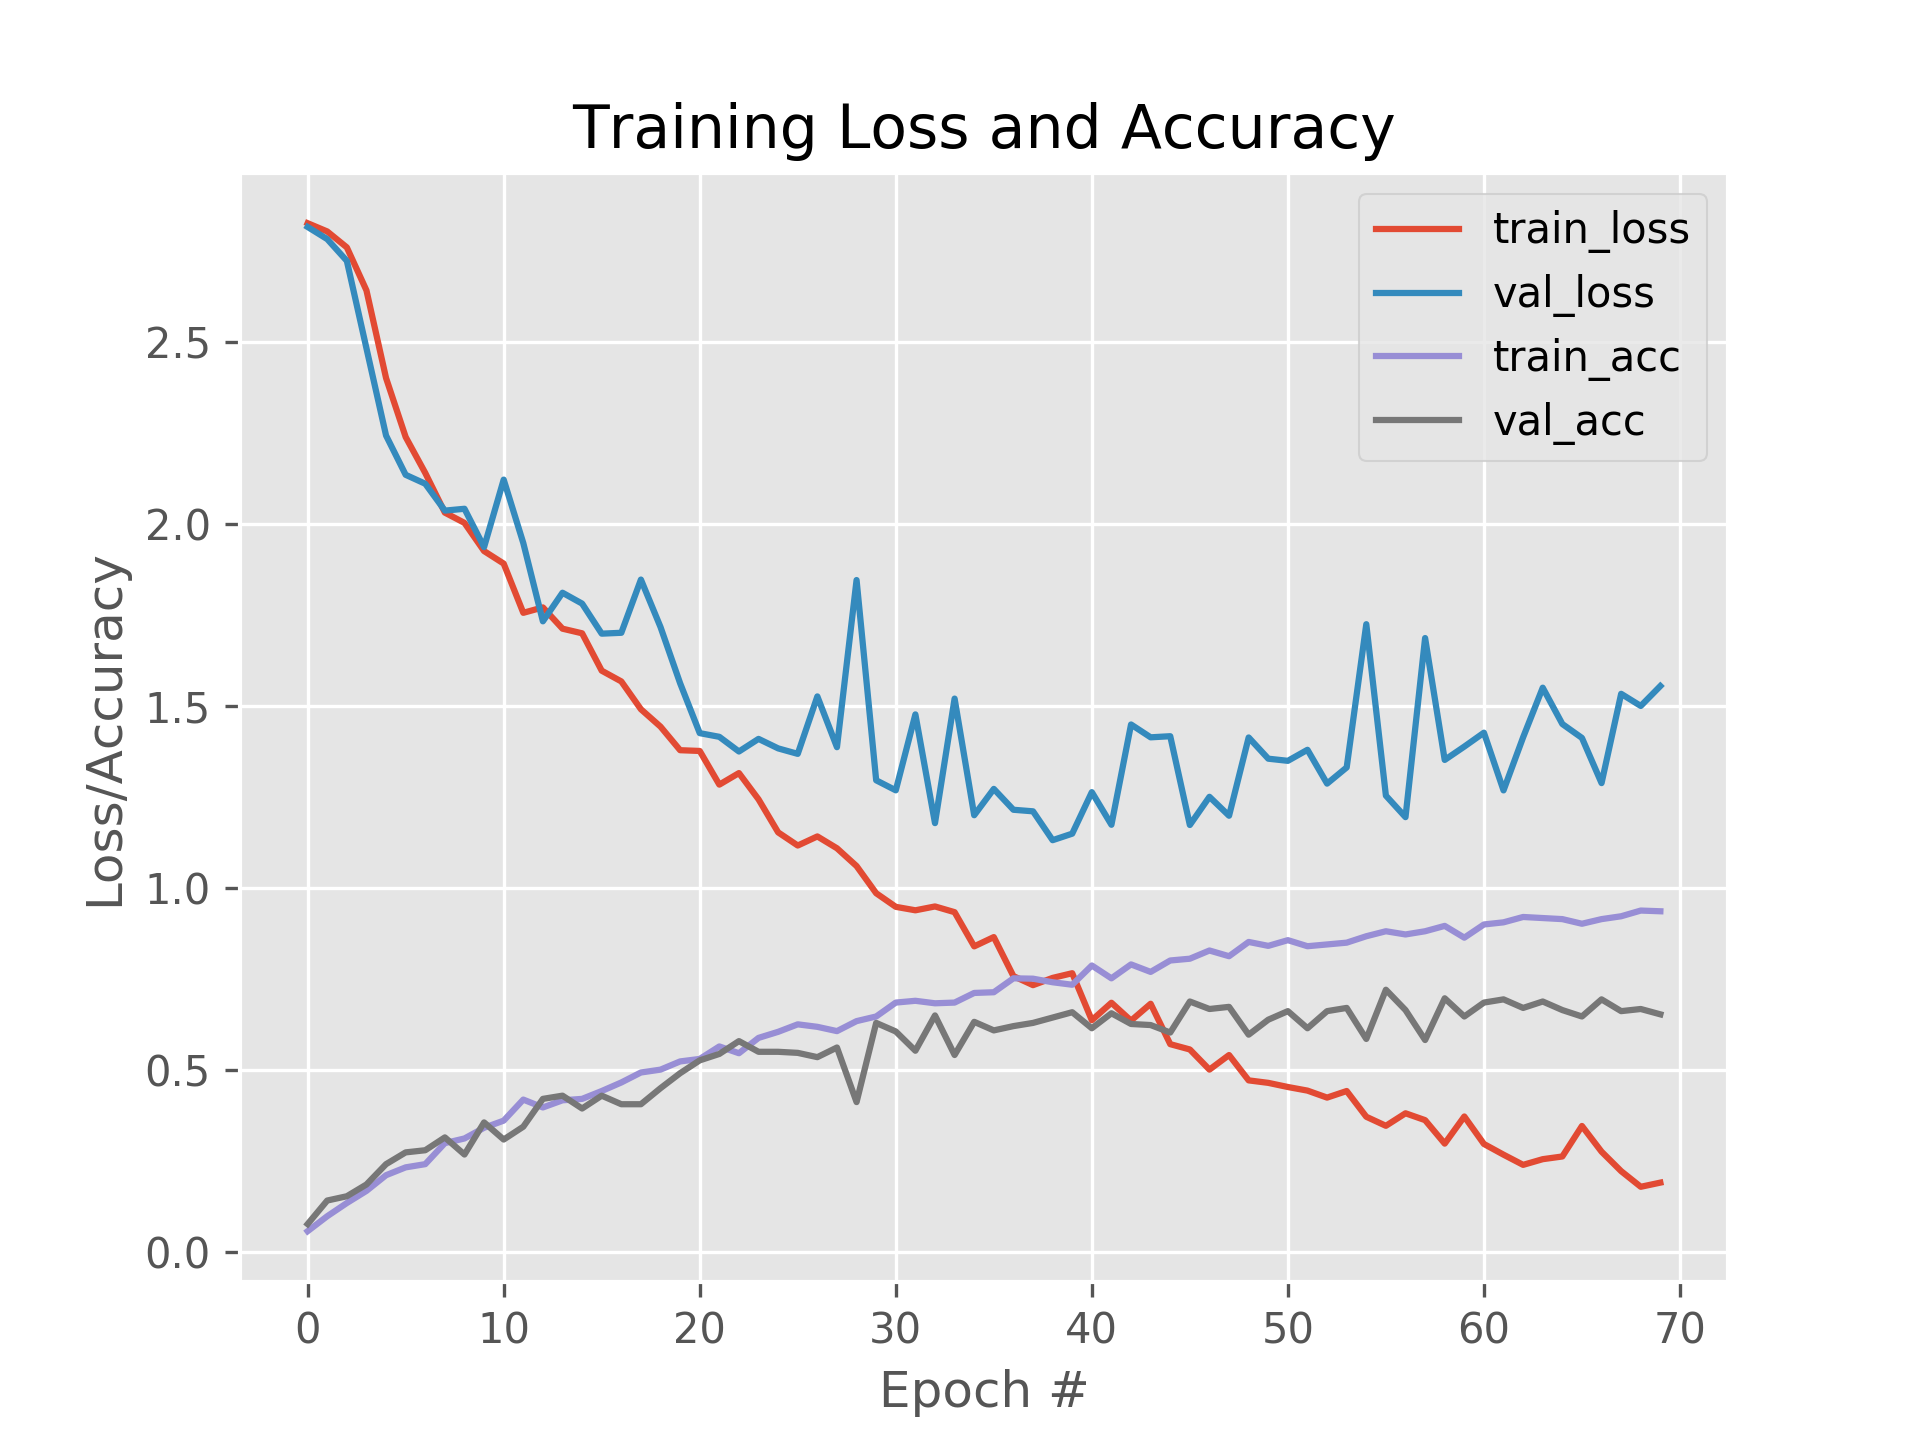 Training Loss and Accuracy
train_loss
val_loss
train_acc
val_acc
Loss/Accuracy
2.5
2.0
1.5
1.0
0.5
0.0
0 10 20 30 40 50 60 70
Epoch #